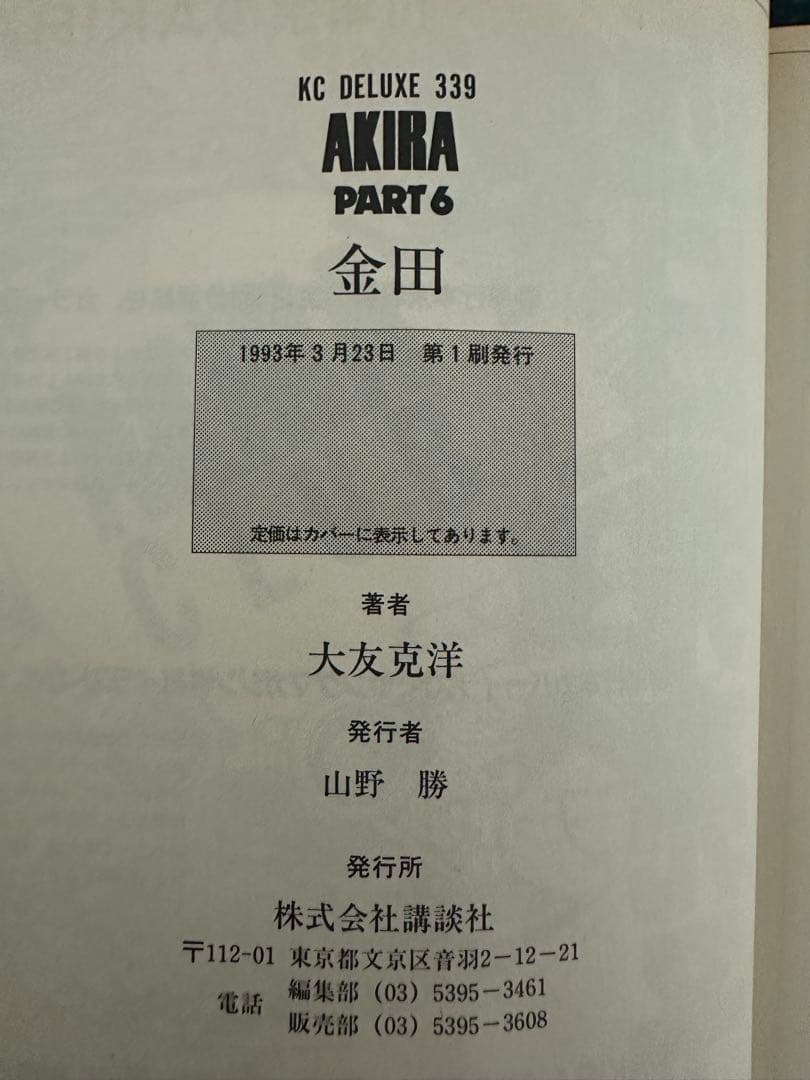 KC DELUXE 339
AKIRA
PART6
金田
1993年3月23日 第1刷発行
定価はカバーに表示してあります。
著者
大友克洋
発行者
山野 勝
発行所
株式会社講談社
〒112-01 東京都文京区音羽2-12-21
電話 編集部 (03) 5395-3461
販売部 (03) 5395-3608